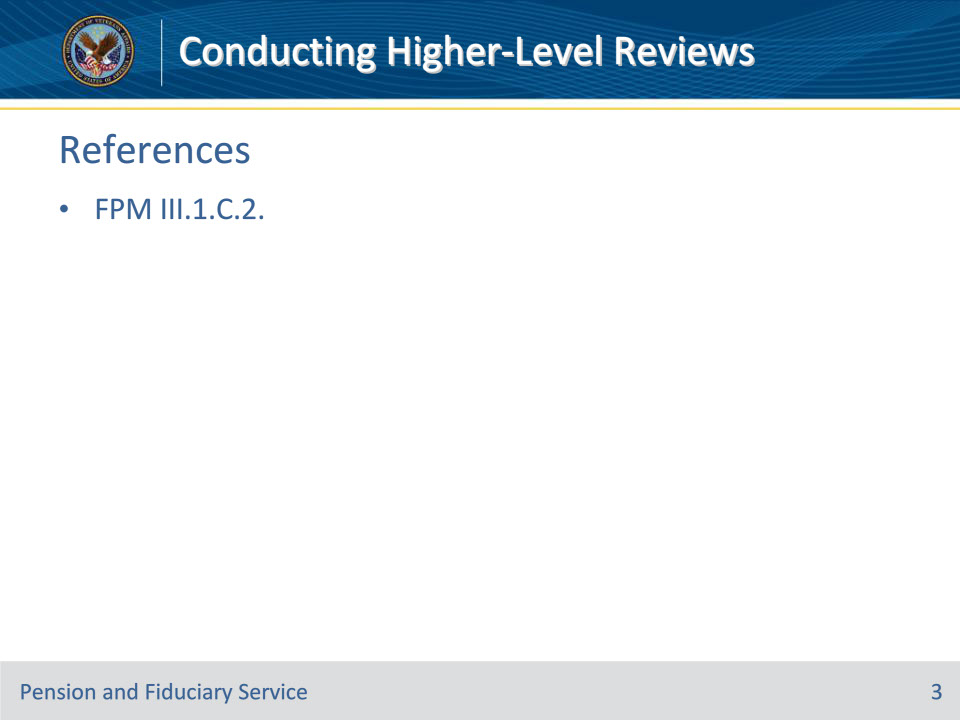 Conducting Higher-Level Reviews
References
• FPM III.1.C.2.
Pension and Fiduciary Service
3